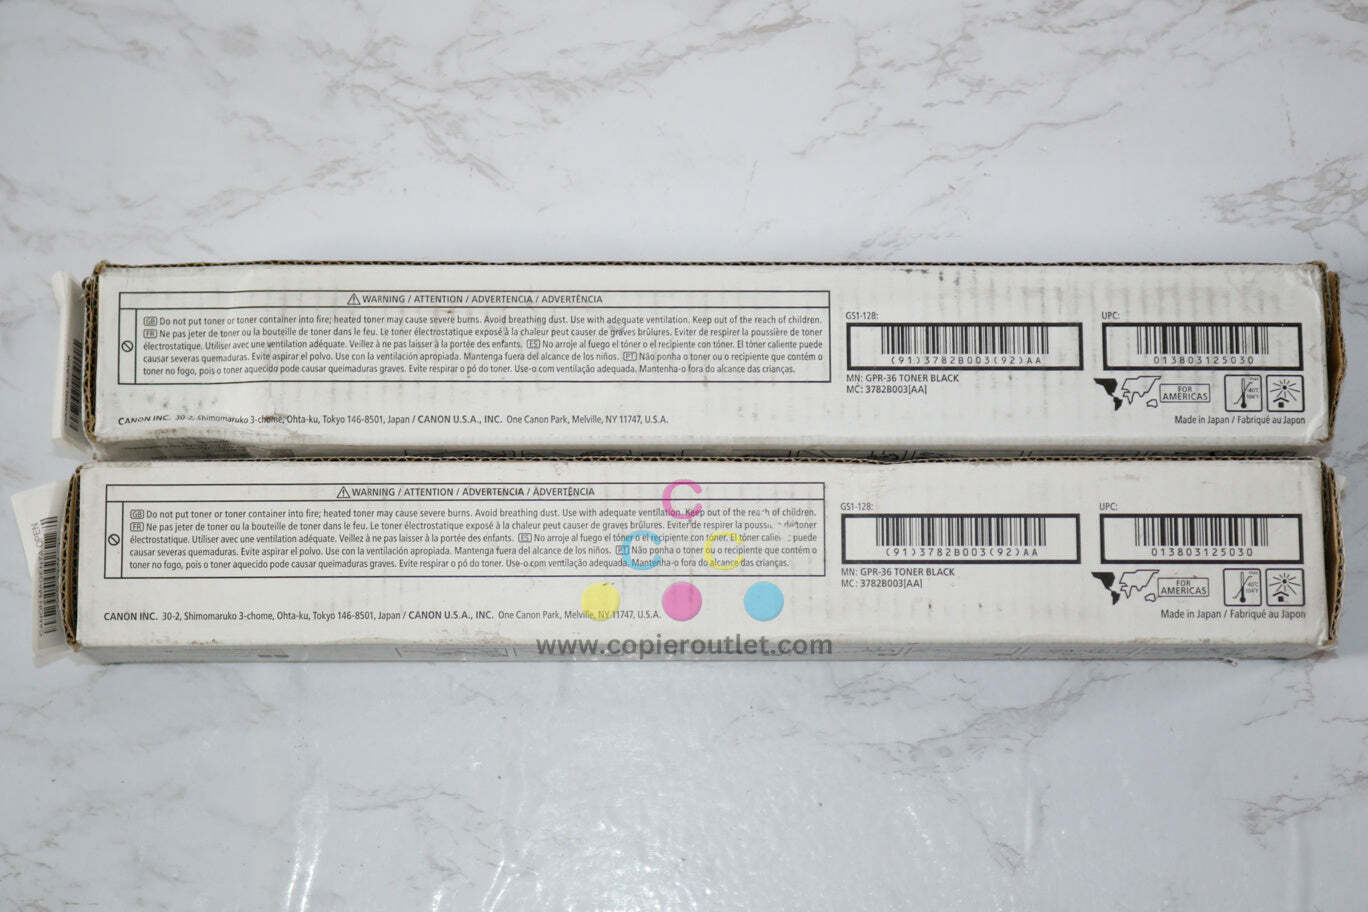 WARNING / ATTENTION / ADVERTENCIA / ADVERTÊNCIA
GB Do not put toner or toner container into fire; heated toner may cause severe burns. Avoid breathing dust. Use with adequate ventilation. Keep out of the reach of children.
FR Ne pas jeter de toner ou la bouteille de toner dans le feu. Le toner électrostatique exposé à la chaleur peut causer de graves brûlures. Eviter de respirer la poussière de toner
électrostatique. Utiliser avec une ventilation adéquate. Veillez à ne pas laisser à la portée des enfants. ES No arroje al fuego el tóner o el recipiente con tóner. El tóner caliente puede
causar severas quemaduras. Evite aspirar el polvo. Use con la ventilación apropiada. Mantenga fuera del alcance de los niños. PT Não ponha o toner ou o recipiente que contém o
toner no fogo, pois o toner aquecido pode causar queimaduras graves. Evite respirar o pó do toner. Use-o com ventilação adequada. Mantenha-o fora do alcance das crianças.
CANON INC. 30-2, Shimomaruko 3-chome, Ohta-ku, Tokyo 146-8501, Japan / CANON U.S.A., INC. One Canon Park, Melville, NY 11747, U.S.A.
GS1-128:
(91)3782B003(92)AA
MN: GPR-36 TONER BLACK
MC: 3782B003[AA]
UPC:
013803125030
FOR
AMERICAS
40°C
104°F
Made in Japan / Fabriqué au Japon
WARNING / ATTENTION / ADVERTENCIA / ADVERTÊNCIA
GB Do not put toner or toner container into fire; heated toner may cause severe burns. Avoid breathing dust. Use with adequate ventilation. Keep out of the reach of children.
FR Ne pas jeter de toner ou la bouteille de toner dans le feu. Le toner électrostatique exposé à la chaleur peut causer de graves brûlures. Eviter de respirer la de toner
électrostatique. Utiliser avec une ventilation adéquate. Veillez à ne pas laisser à la portée des enfants. ES No arroje al fuego el tóner o el recipiente con tóner. El tóner puede
causar severas quemaduras. Evite aspirar el polvo. Use con la ventilación apropiada. Mantenga fuera del alcance de los niños. PT Não ponha o toner ou o recipiente que contém o
toner no fogo, pois o toner aquecido pode causar queimaduras graves. Evite respirar o pó do toner. Use-o com ventilação adequada. Mantenha-o fora do alcance das crianças.
CANON INC. 30-2, Shimomaruko 3-chome, Ohta-ku, Tokyo 146-8501, Japan / CANON U.S.A., INC. One Canon Park, Melville, NY 11747, U.S.A.
GS1-128:
(91)3782B003(92)AA
MN: GPR-36 TONER BLACK
MC: 3782B003[AA]
UPC:
013803125030
FOR
AMERICAS
40°C
104°F
Made in Japan / Fabriqué au Japon
C
C C
www.copieroutlet.com